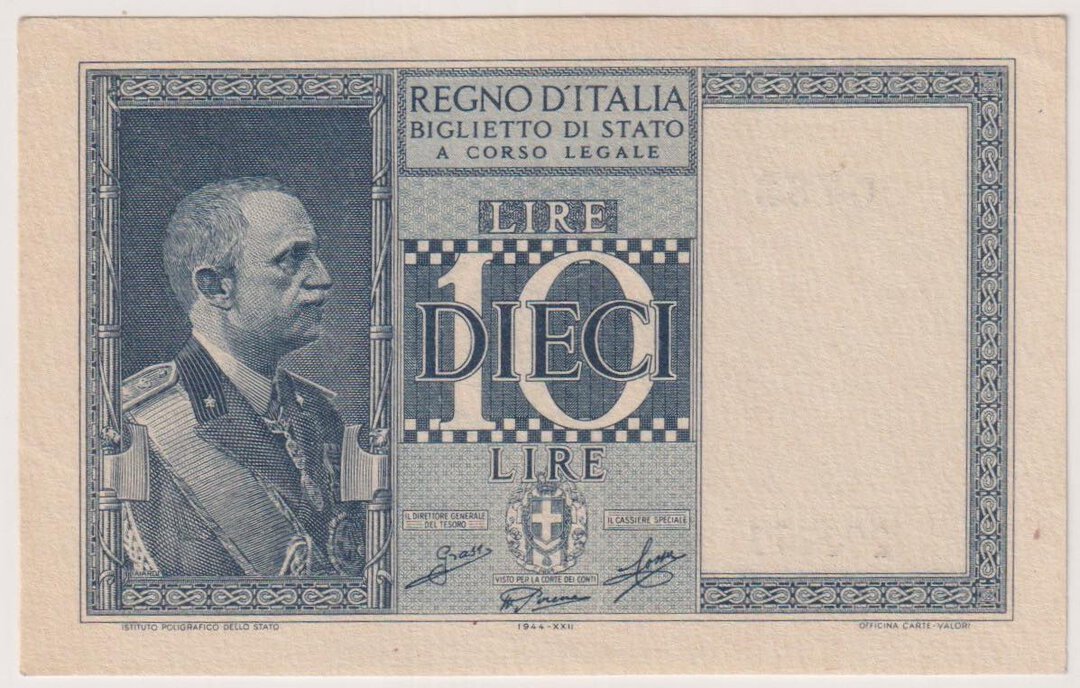 REGNO D'ITALIA
BIGLIETTO DI STATO
A CORSO LEGALE
LIRE
10
DIECI
LIRE
IL DIRETTORE GENERALE
DEL TESORO
IL CASSIERE SPECIALE
VISTO PER LA CORTE DEI CONTI
ISTITUTO POLIGRAFICO DELLO STATO
1944-XXII
OFFICINA CARTE-VALORI